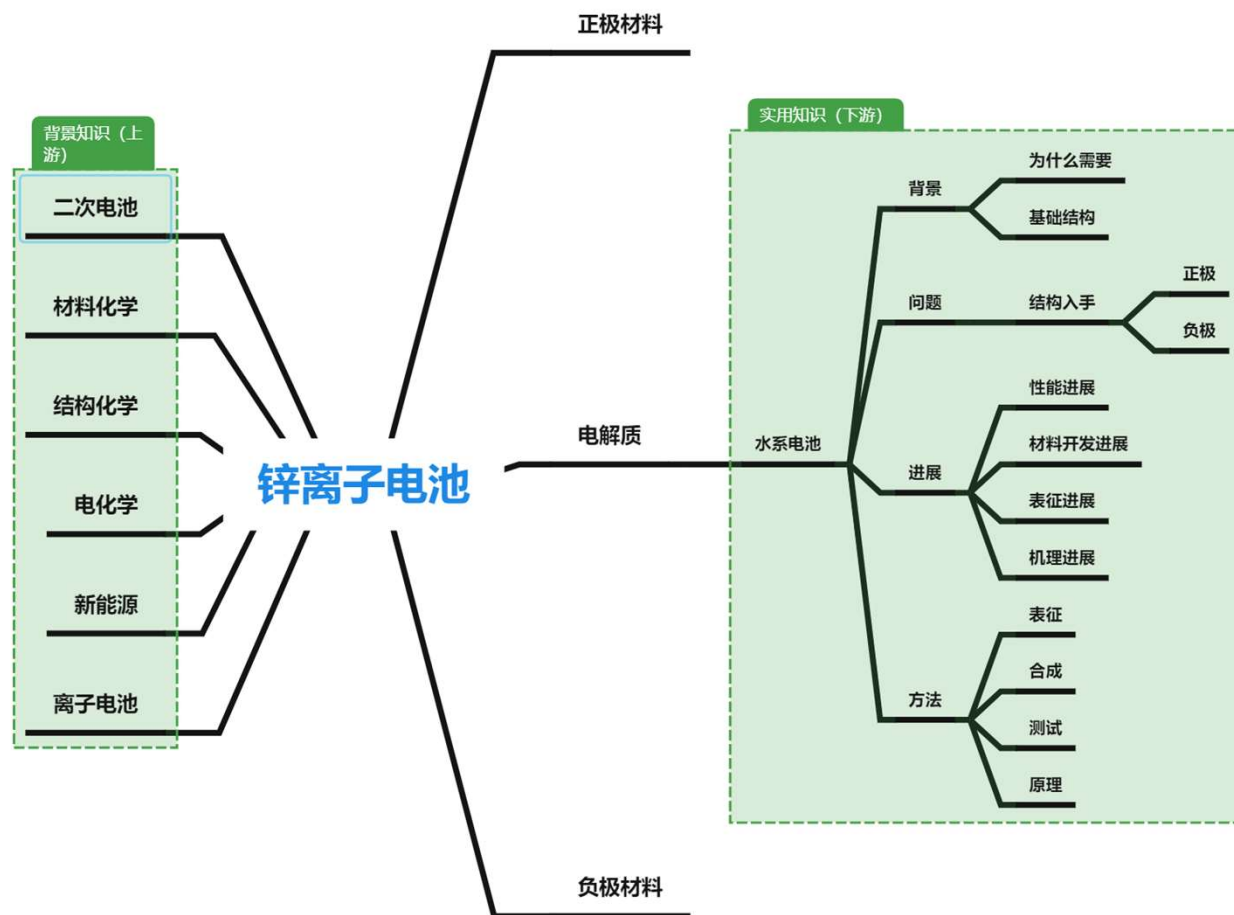 正极材料
背景知识（上
游）
二次电池
材料化学
结构化学
电化学
新能源
离子电池
锌离子电池
电解质
负极材料
实用知识（下游）
水系电池
背景
为什么需要
基础结构
问题
结构入手
正极
负极
进展
性能进展
材料开发进展
表征进展
机理进展
方法
表征
合成
测试
原理